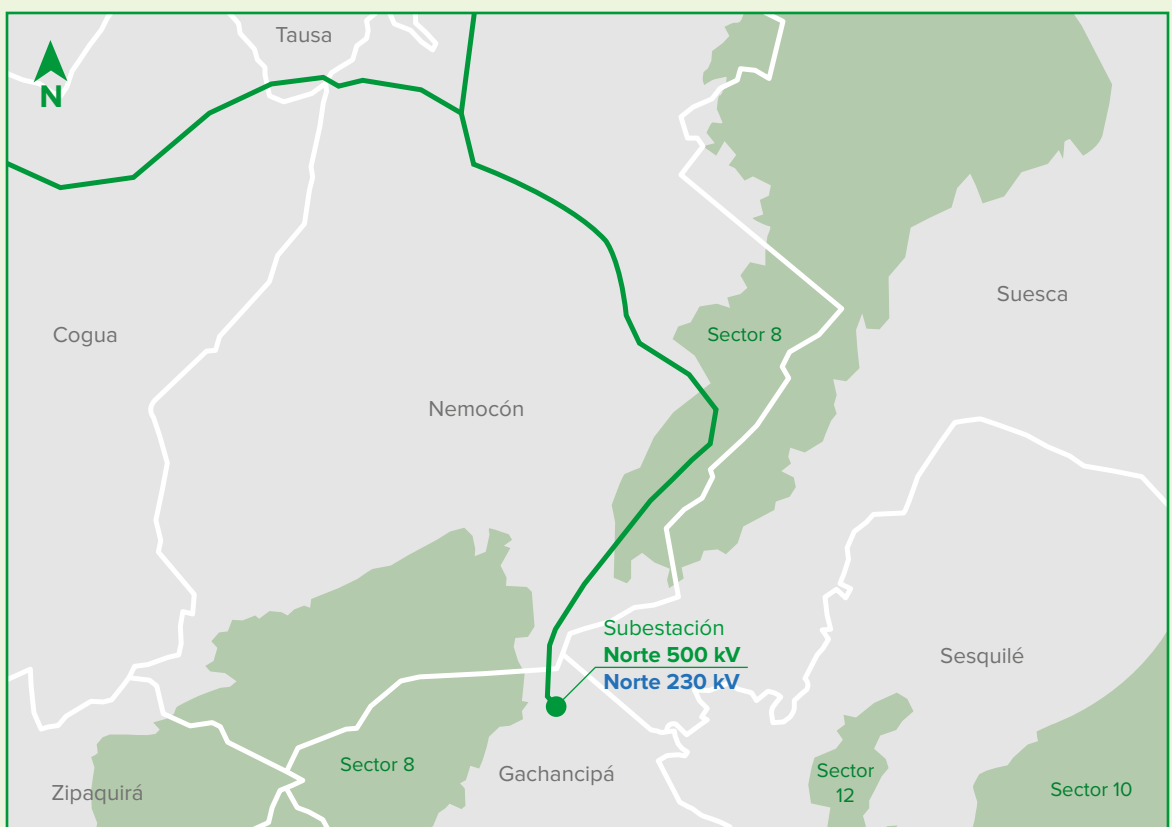 Tausa
N
Suesca
Cogua
Sector 8
Nemocón
Subestación
Norte 500 kV
Norte 230 kV
Sesquilé
Sector 8
Gachancipá
Sector
12
Sector 10
Zipaquirá